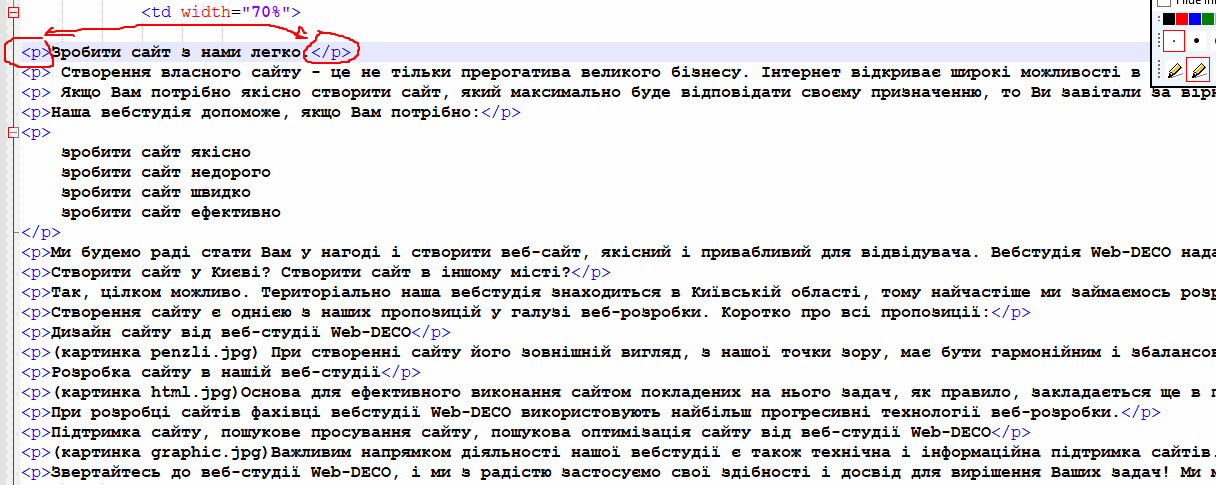 <td width="70%">
<p>Зробити сайт з нами легко.</p>
<p> Створення власного сайту - це не тільки прерогатива великого бізнесу. Інтернет відкриває широкі можливості в
<p> Якщо Вам потрібно якісно створити сайт, який максимально буде відповідати своєму призначенню, то Ви завітали за
<p>Наша вебстудія допоможе, якщо Вам потрібно:</p>
<p>
зробити сайт якісно
зробити сайт недорого
зробити сайт швидко
зробити сайт ефективно
</p>
<p>Ми будемо раді стати Вам у нагоді і створити веб-сайт, якісний і привабливий для відвідувача. Вебстудія Web-DECO нада
<p>Створити сайт у Києві? Створити сайт в іншому місті?</p>
<p>Так, цілком можливо. Територіально наша вебстудія знаходиться в Київській області, тому найчастіше ми займаємось розр
<p>Створення сайту є однією з наших пропозицій у галузі веб-розробки. Коротко про всі пропозиції:</p>
<p>Дизайн сайту від веб-студії Web-DECO</p>
<p>(картинка penzli.jpg) При створенні сайту його зовнішній вигляд, з нашої точки зору, має бути гармонійним і збалансов
<p>Розробка сайту в нашій веб-студії</p>
<p>(картинка html.jpg)Основа для ефективного виконання сайтом покладених на нього задач, як правило, закладається ще в п
<p>При розробці сайтів фахівці вебстудії Web-DECO використовують найбільш прогресивні технології веб-розробки.</p>
<p>Підтримка сайту, пошукове просування сайту, пошукова оптимізація сайту від веб-студії Web-DECO</p>
<p>(картинка graphic.jpg)Важливим напрямком діяльності нашої вебстудії є також технічна і інформаційна підтримка сайтів.
<p>Звертайтесь до веб-студії Web-DECO, і ми з радістю застосуємо свої здібності і досвід для вирішення Ваших задач! Ми м